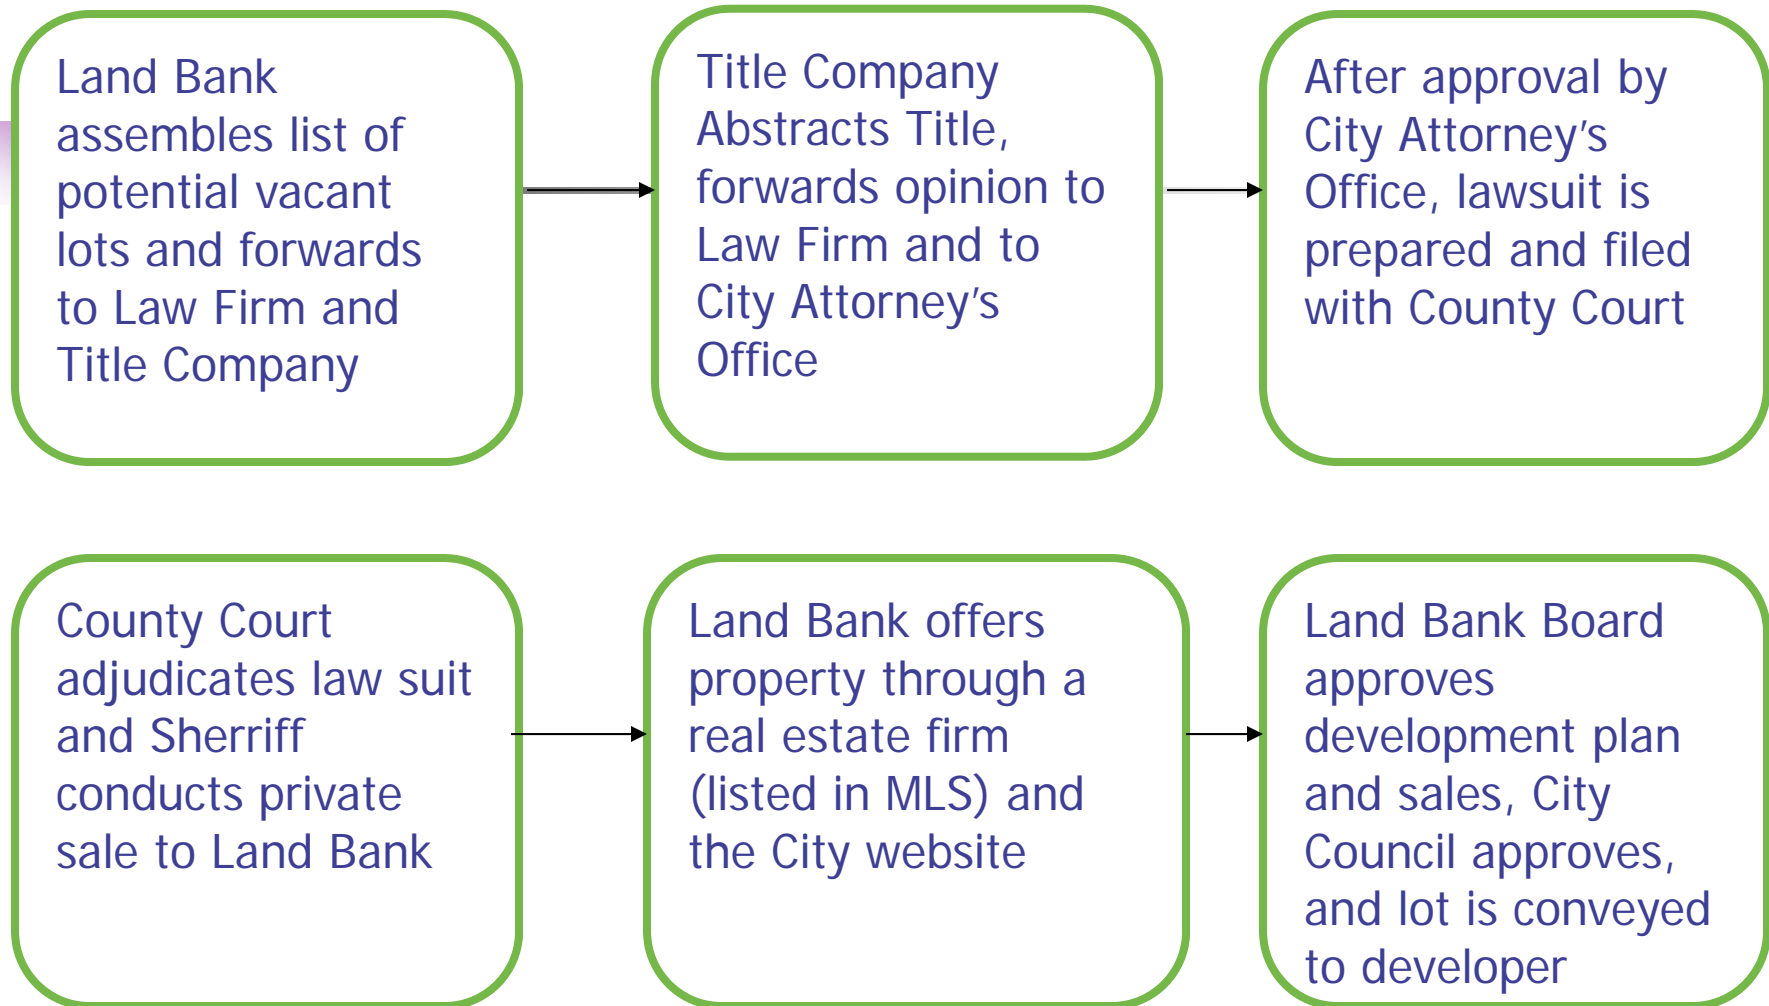 Land Bank
assembles list of
potential vacant
lots and forwards
to Law Firm and
Title Company
Title Company
Abstracts Title,
forwards opinion to
Law Firm and to
City Attorney’s
Office
After approval by
City Attorney’s
Office, lawsuit is
prepared and filed
with County Court
County Court
adjudicates law suit
and Sherriff
conducts private
sale to Land Bank
Land Bank offers
property through a
real estate firm
(listed in MLS) and
the City website
Land Bank Board
approves
development plan
and sales, City
Council approves,
and lot is conveyed
to developer